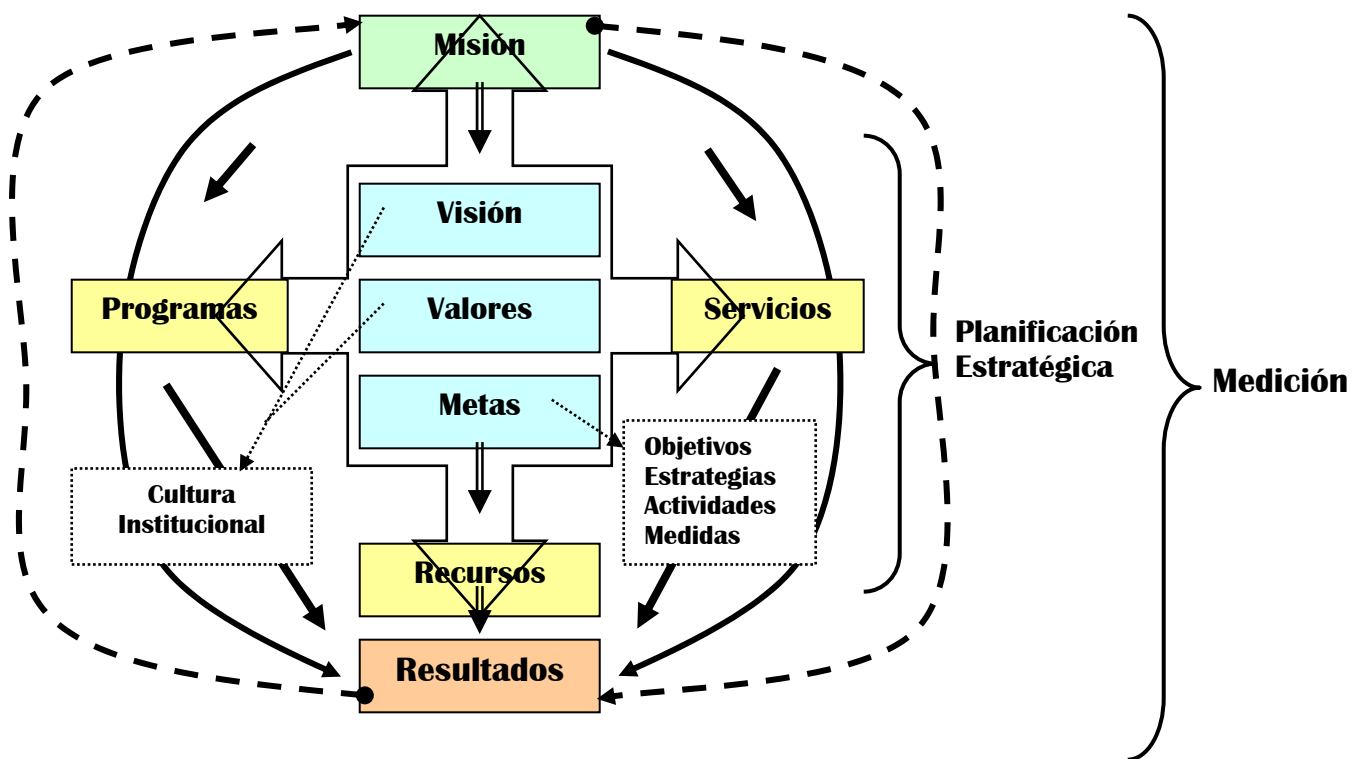 Misión
Visión
Programas
Valores
Servicios
Planificación
Estratégica
Medición
Metas
Objetivos
Estrategias
Actividades
Medidas
Cultura
Institucional
Recursos
Resultados